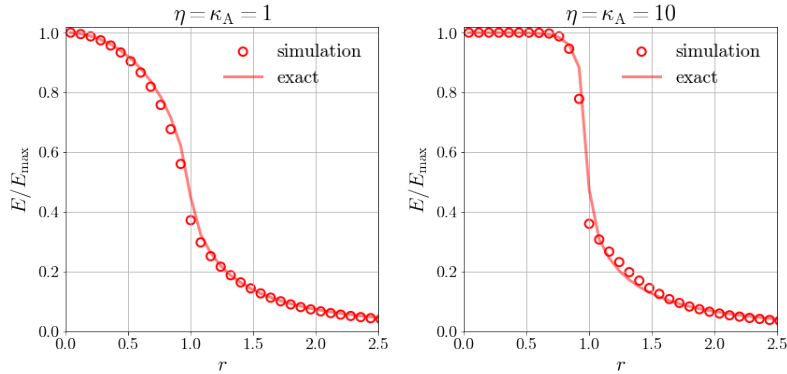 η = κ_A = 1
simulation
exact
E/E_max
1.0
0.8
0.6
0.4
0.2
0.0
0.0 0.5 1.0 1.5 2.0 2.5
r
η = κ_A = 10
simulation
exact
E/E_max
1.0
0.8
0.6
0.4
0.2
0.0
0.0 0.5 1.0 1.5 2.0 2.5
r